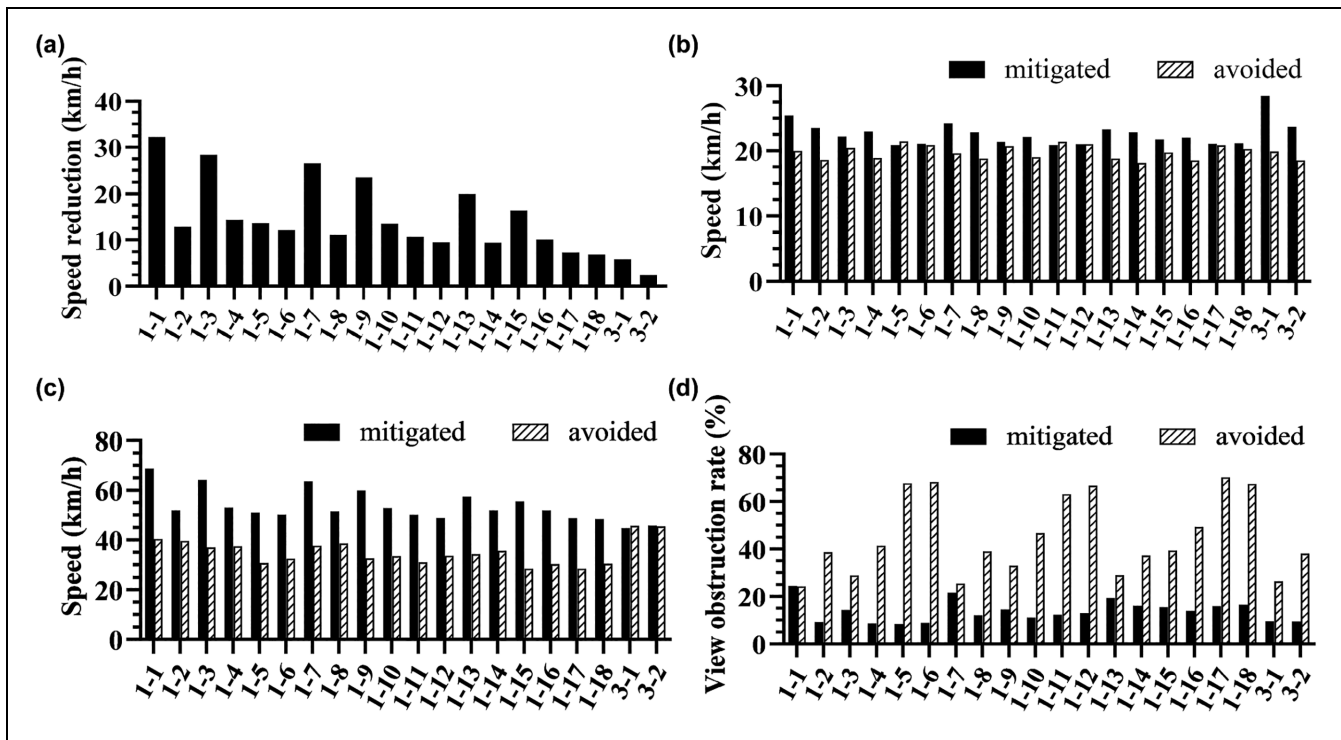 (a)
Speed reduction (km/h)
40
30
20
10
0
1-1 1-2 1-3 1-4 1-5 1-6 1-7 1-8 1-9 1-10 1-11 1-12 1-13 1-14 1-15 1-16 1-17 1-18 3-1 3-2
(b)
mitigated avoided
Speed (km/h)
30
20
10
0
1-1 1-2 1-3 1-4 1-5 1-6 1-7 1-8 1-9 1-10 1-11 1-12 1-13 1-14 1-15 1-16 1-17 1-18 3-1 3-2
(c)
mitigated avoided
Speed (km/h)
80
60
40
20
0
1-1 1-2 1-3 1-4 1-5 1-6 1-7 1-8 1-9 1-10 1-11 1-12 1-13 1-14 1-15 1-16 1-17 1-18 3-1 3-2
(d)
mitigated avoided
View obstruction rate (%)
80
60
40
20
0
1-1 1-2 1-3 1-4 1-5 1-6 1-7 1-8 1-9 1-10 1-11 1-12 1-13 1-14 1-15 1-16 1-17 1-18 3-1 3-2